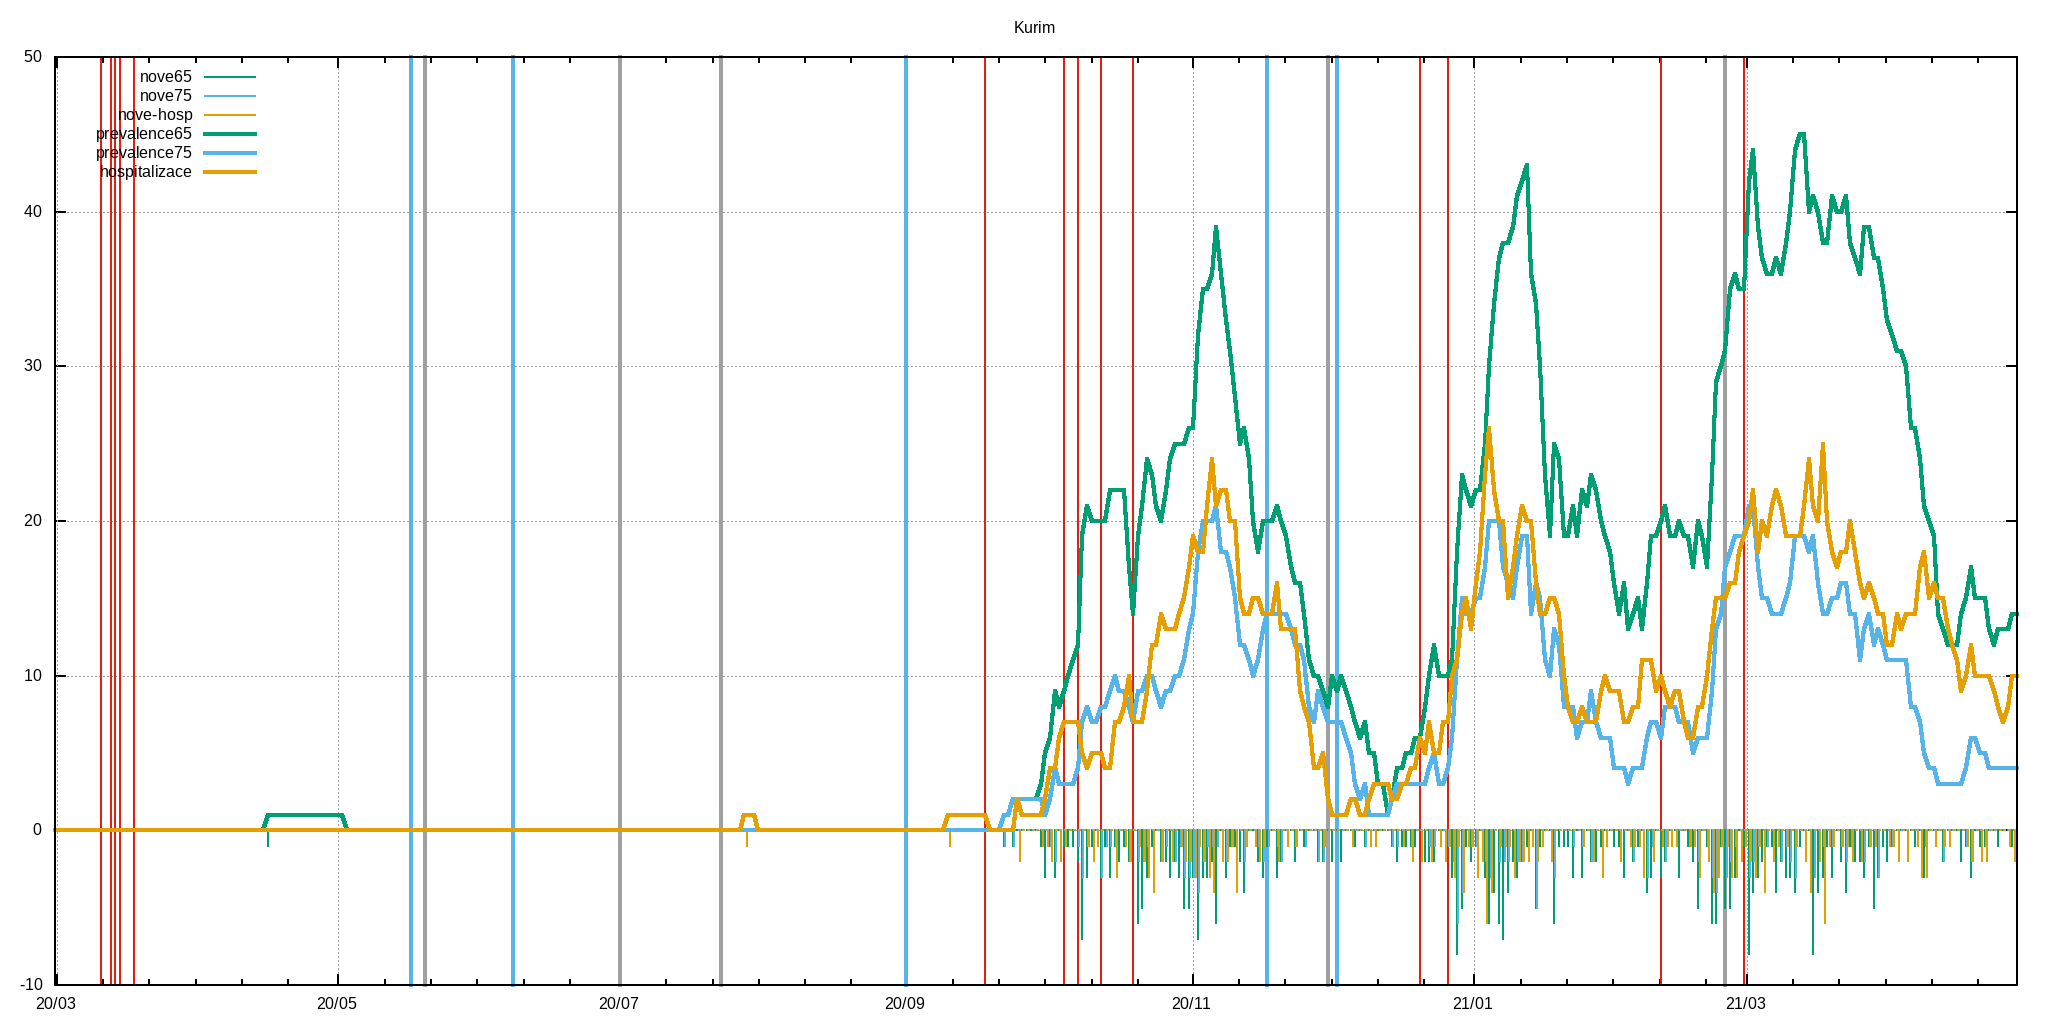 Kurim
50
nove65
nove75
nove-hosp
prevalence65
prevalence75
hospitalizace
40
30
20
10
0
-10
20/03 20/05 20/07 20/09 20/11 21/01 21/03